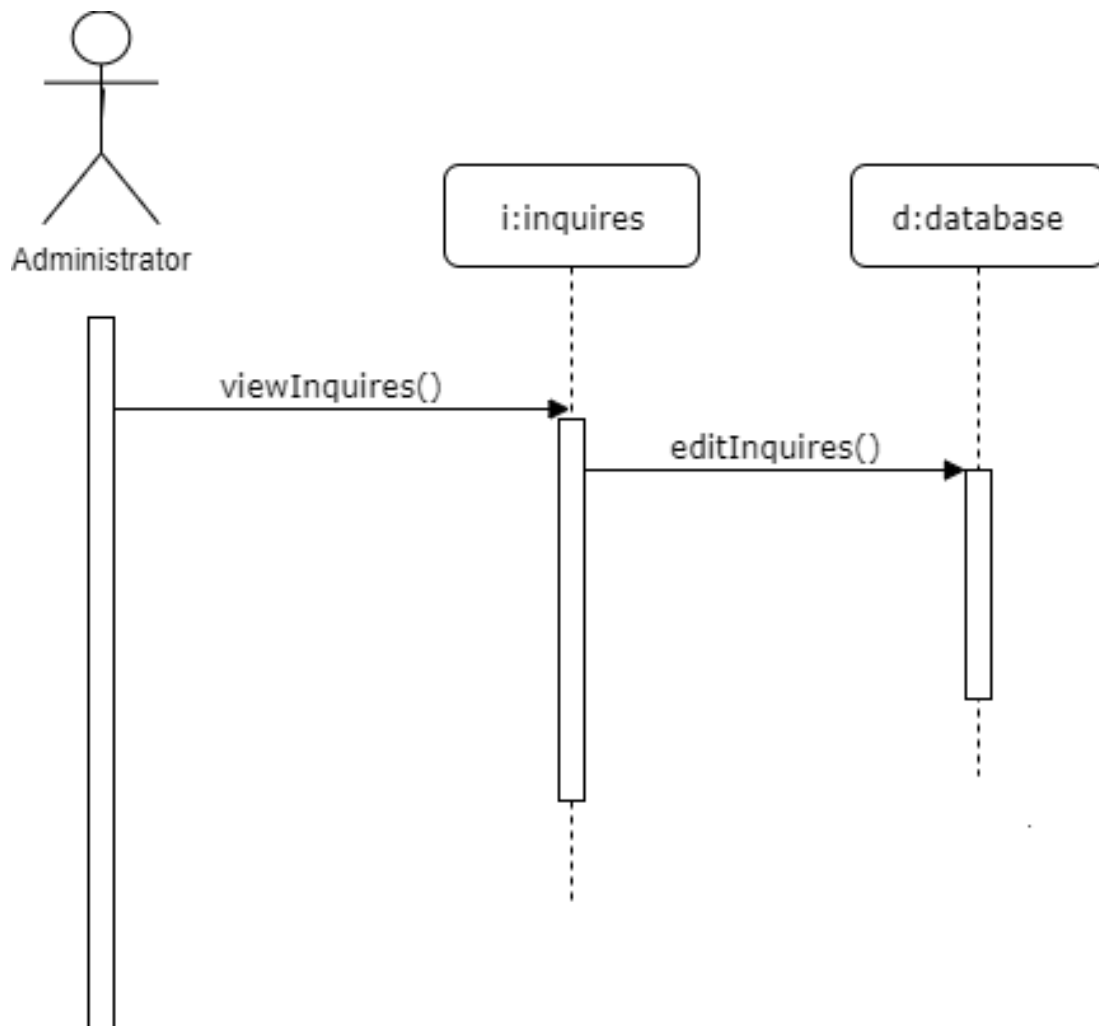 i:inquires
d:database
Administrator
viewInquires()
editInquires()